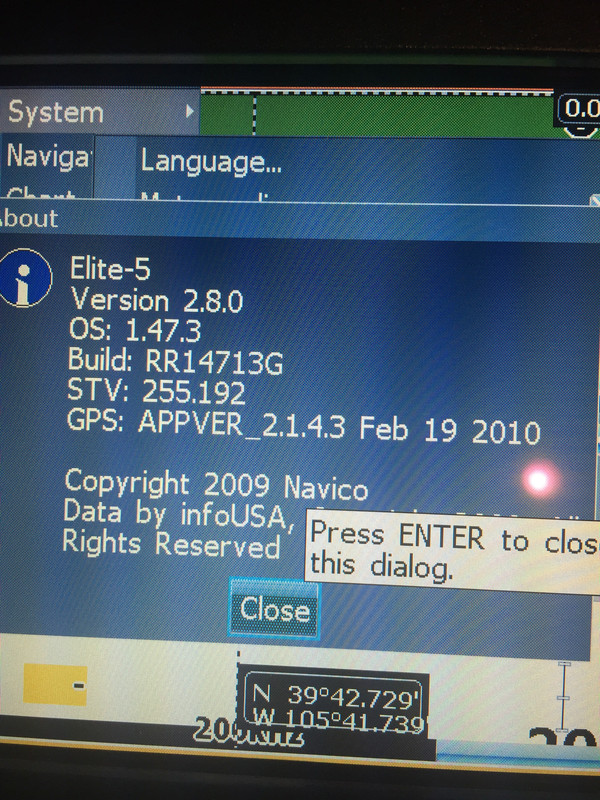 System
0.0
Naviga
Language...
About
Elite-5
Version 2.8.0
OS: 1.47.3
Build: RR14713G
STV: 255.192
GPS: APPVER_2.1.4.3 Feb 19 2010
Copyright 2009 Navico
Data by infoUSA,
Rights Reserved
Press ENTER to clos
this dialog.
Close
N 39°42.729'
W 105°41.739'
200kHz